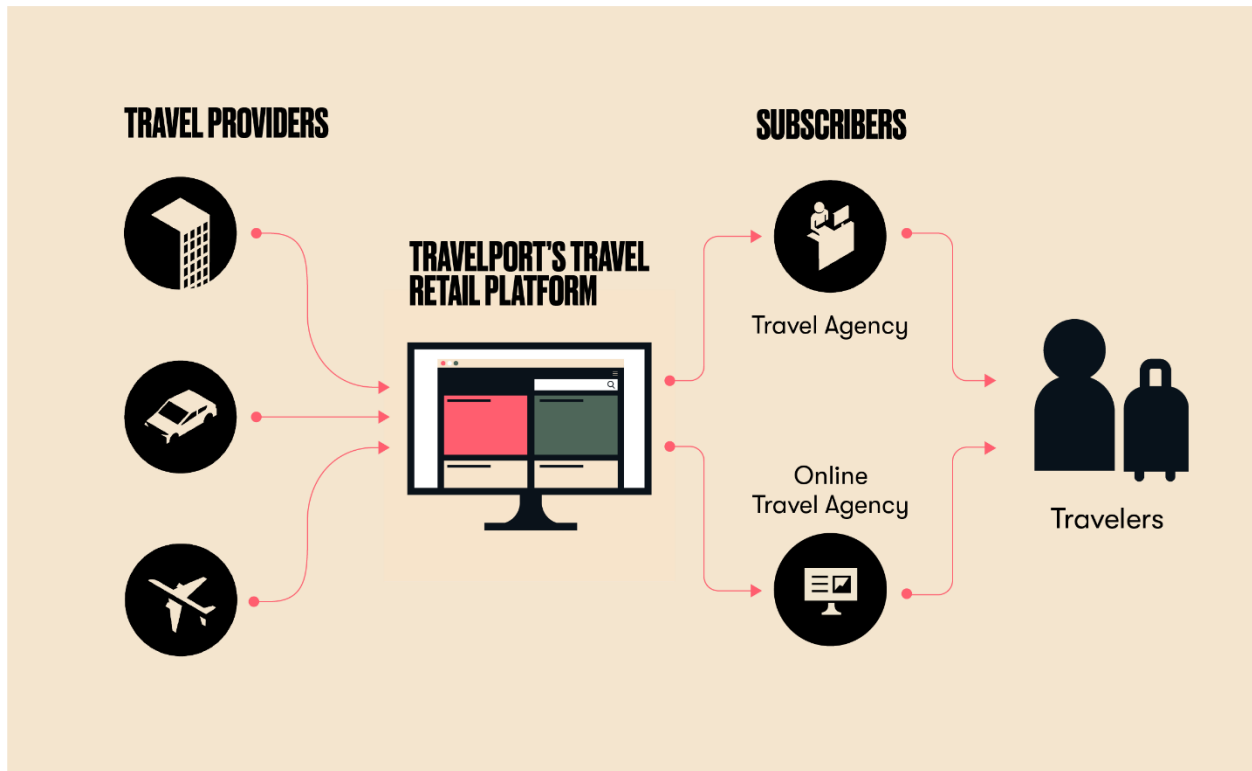 TRAVEL PROVIDERS
SUBSCRIBERS
TRAVELPORT'S TRAVEL
RETAIL PLATFORM
Travel Agency
Online
Travel Agency
Travelers